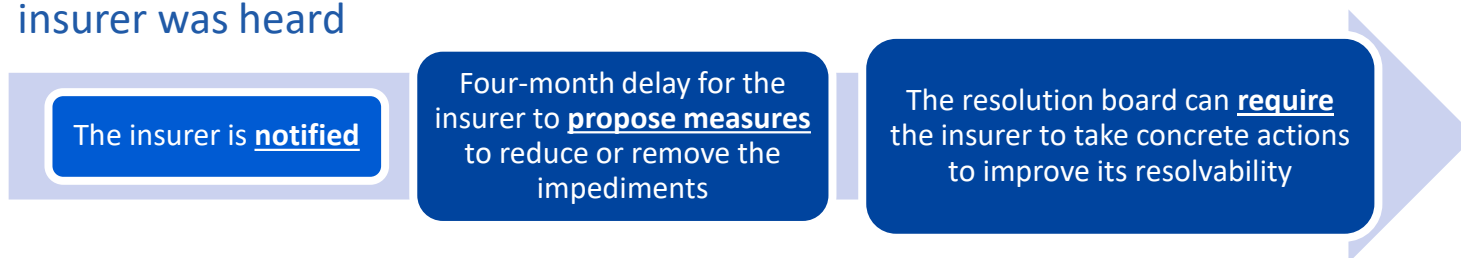 insurer was heard
The insurer is notified
Four-month delay for the
insurer to propose measures
to reduce or remove the
impediments
The resolution board can require
the insurer to take concrete actions
to improve its resolvability